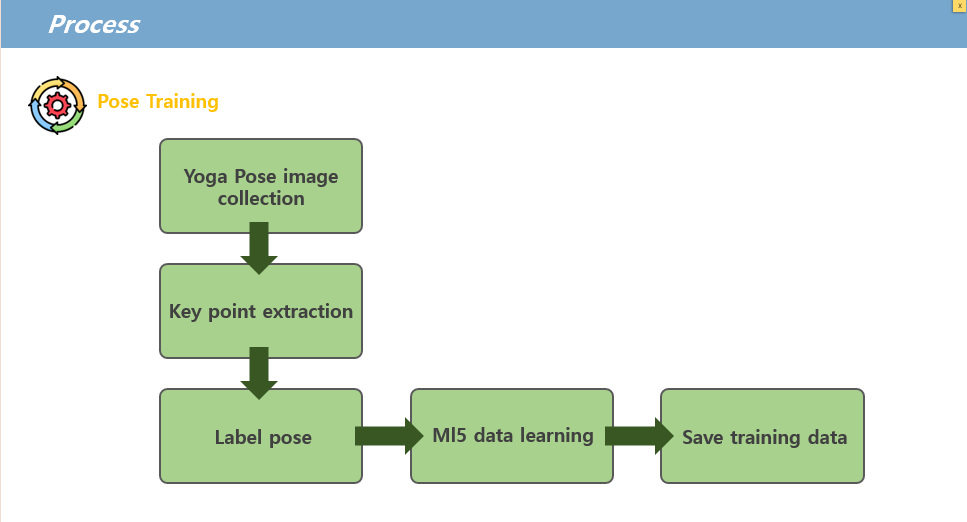 Process
x
Pose Training
Yoga Pose image
collection
Key point extraction
Label pose
Ml5 data learning
Save training data